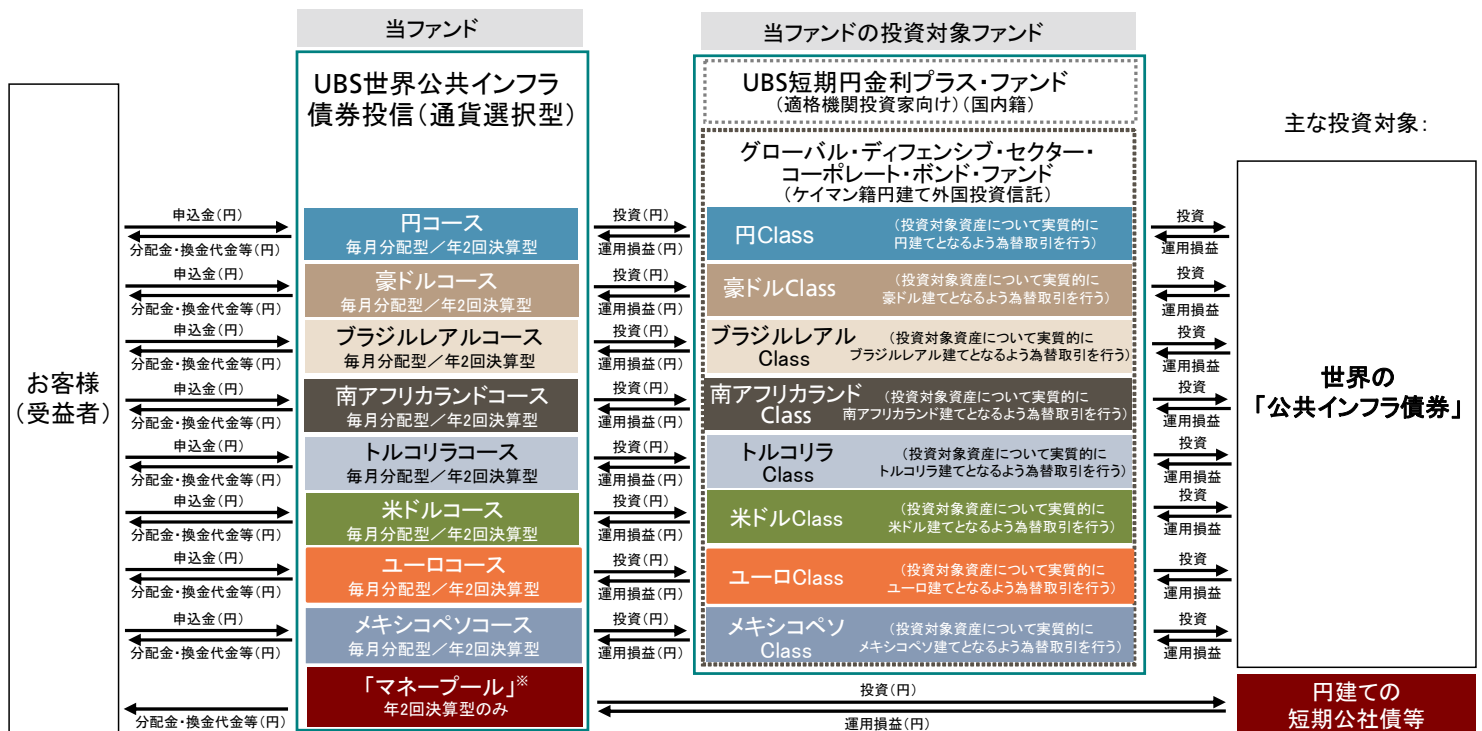 当ファンド
当ファンドの投資対象ファンド
お客様
(受益者)
UBS世界公共インフラ
債券投信(通貨選択型)
UBS短期円金利プラス・ファンド
(適格機関投資家向け)(国内籍)
グローバル・ディフェンシブ・セクター・
コーポレート・ボンド・ファンド
(ケイマン籍円建て外国投資信託)
主な投資対象:
世界の
「公共インフラ債券」
申込金(円)
分配金・換金代金等(円)
円コース
毎月分配型/年2回決算型
投資(円)
運用損益(円)
円Class
(投資対象資産について実質的に
円建てとなるよう為替取引を行う)
投資
運用損益
申込金(円)
分配金・換金代金等(円)
豪ドルコース
毎月分配型/年2回決算型
投資(円)
運用損益(円)
豪ドルClass
(投資対象資産について実質的に
豪ドル建てとなるよう為替取引を行う)
投資
運用損益
申込金(円)
分配金・換金代金等(円)
ブラジルレアルコース
毎月分配型/年2回決算型
投資(円)
運用損益(円)
ブラジルレアル
Class
(投資対象資産について実質的に
ブラジルレアル建てとなるよう為替取引を行う)
投資
運用損益
申込金(円)
分配金・換金代金等(円)
南アフリカランドコース
毎月分配型/年2回決算型
投資(円)
運用損益(円)
南アフリカランド
Class
(投資対象資産について実質的に
南アフリカランド建てとなるよう為替取引を行う)
投資
運用損益
申込金(円)
分配金・換金代金等(円)
トルコリラコース
毎月分配型/年2回決算型
投資(円)
運用損益(円)
トルコリラ
Class
(投資対象資産について実質的に
トルコリラ建てとなるよう為替取引を行う)
投資
運用損益
申込金(円)
分配金・換金代金等(円)
米ドルコース
毎月分配型/年2回決算型
投資(円)
運用損益(円)
米ドルClass
(投資対象資産について実質的に
米ドル建てとなるよう為替取引を行う)
投資
運用損益
申込金(円)
分配金・換金代金等(円)
ユーロコース
毎月分配型/年2回決算型
投資(円)
運用損益(円)
ユーロClass
(投資対象資産について実質的に
ユーロ建てとなるよう為替取引を行う)
投資
運用損益
申込金(円)
分配金・換金代金等(円)
メキシコペソコース
毎月分配型/年2回決算型
投資(円)
運用損益(円)
メキシコペソ
Class
(投資対象資産について実質的に
メキシコペソ建てとなるよう為替取引を行う)
投資
運用損益
分配金・換金代金等(円)
「マネープール」※
年2回決算型のみ
投資(円)
運用損益(円)
円建ての
短期公社債等